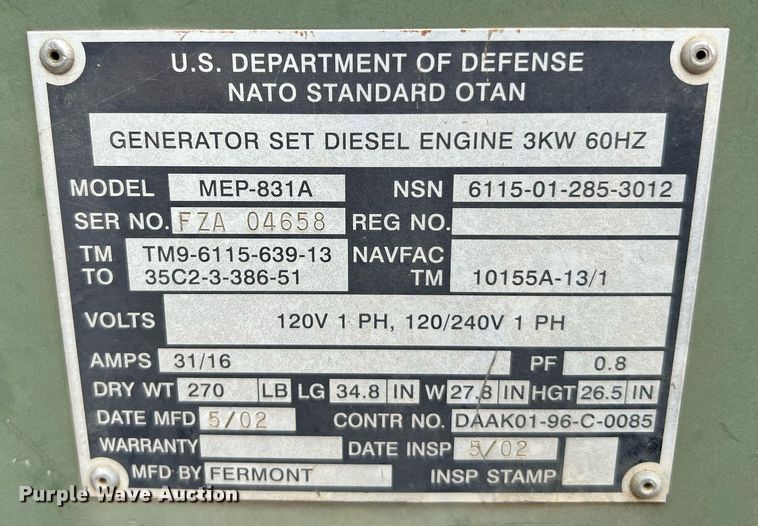 U.S. DEPARTMENT OF DEFENSE
NATO STANDARD OTAN
GENERATOR SET DIESEL ENGINE 3KW 60HZ
MODEL MEP-831A NSN 6115-01-285-3012
SER NO. FZA 04658 REG NO.
TM TM9-6115-639-13 NAVFAC
TO 35C2-3-386-51 TM 10155A-13/1
VOLTS 120V 1 PH, 120/240V 1 PH
AMPS 31/16 PF 0.8
DRY WT 270 LB LG 34.8 IN W 27.8 IN HGT 26.5 IN
DATE MFD 5/02 CONTR NO. DAAK01-96-C-0085
WARRANTY DATE INSP 5/02
MFD BY FERMONT INSP STAMP
Purple Wave Auction